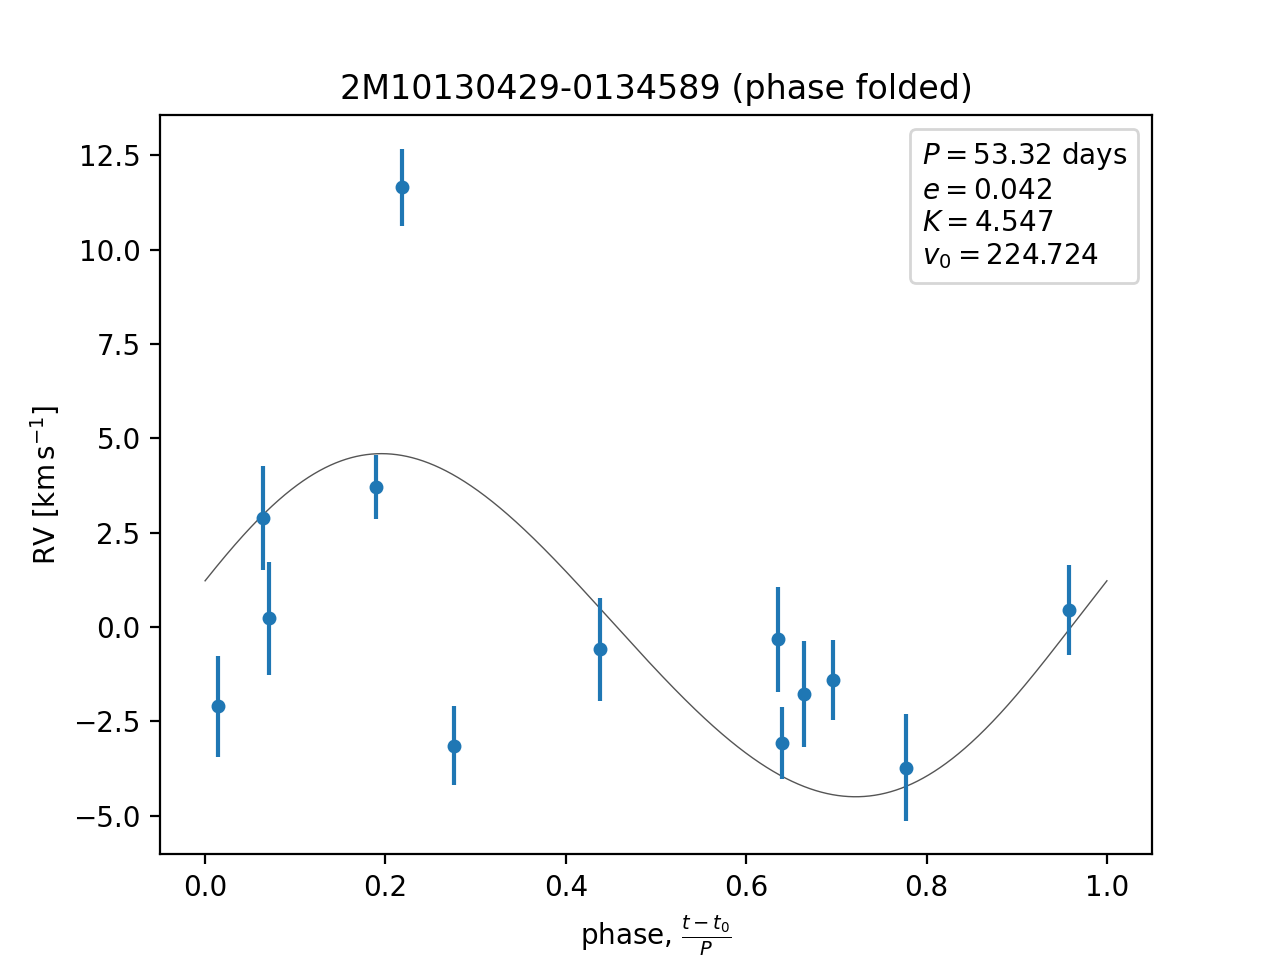 2M10130429-0134589 (phase folded)
P = 53.32 days
e = 0.042
K = 4.547
v₀ = 224.724
12.5
10.0
7.5
5.0
2.5
0.0
−2.5
−5.0
RV [km s⁻¹]
0.0 0.2 0.4 0.6 0.8 1.0
phase, (t − t₀)/P